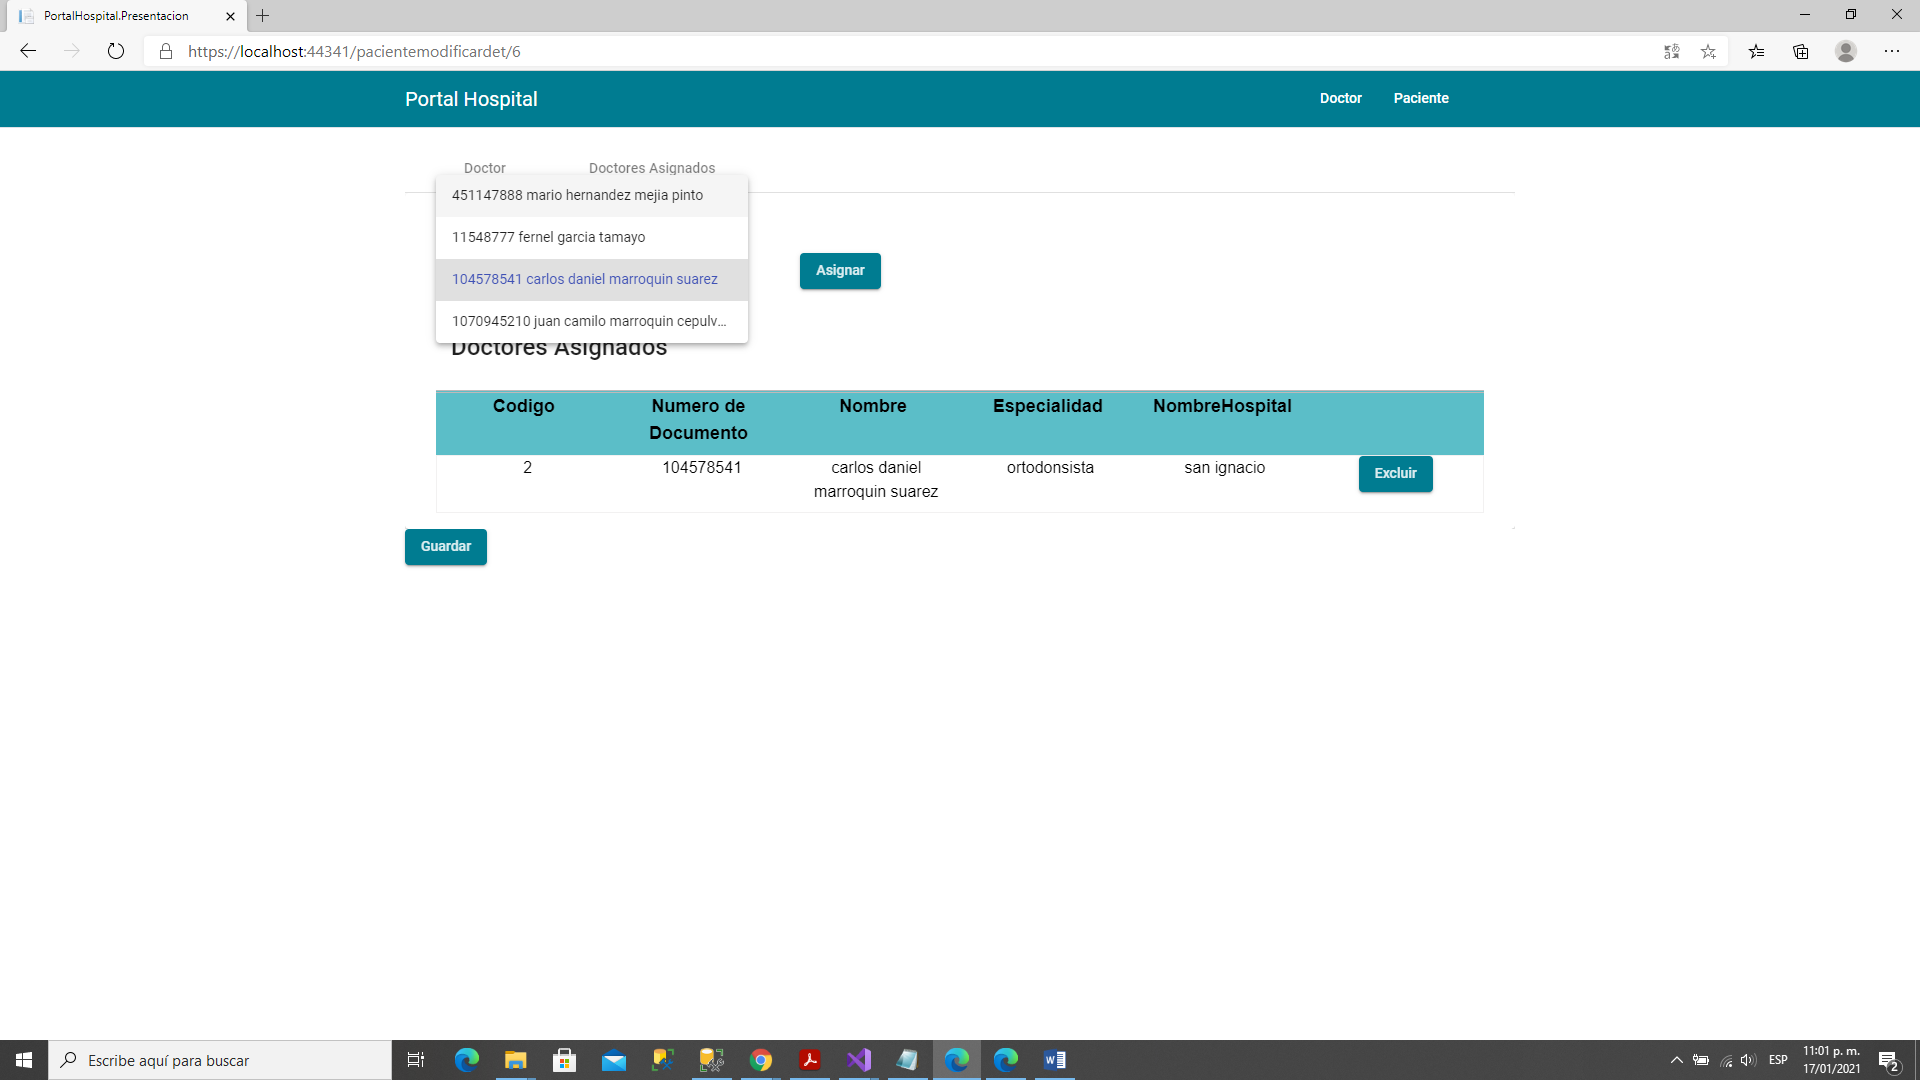 PortalHospital.Presentacion
https://localhost:44341/pacientemodificardet/6
Portal Hospital
Doctor
Paciente
Doctor
Doctores Asignados
451147888 mario hernandez mejia pinto
11548777 fernel garcia tamayo
104578541 carlos daniel marroquin suarez
1070945210 juan camilo marroquin cepulv...
Asignar
Doctores Asignados
Codigo
Numero de
Documento
Nombre
Especialidad
NombreHospital
2
104578541
carlos daniel
marroquin suarez
ortodonsista
san ignacio
Excluir
Guardar
Escribe aquí para buscar
ESP
11:01 p. m.
17/01/2021
2